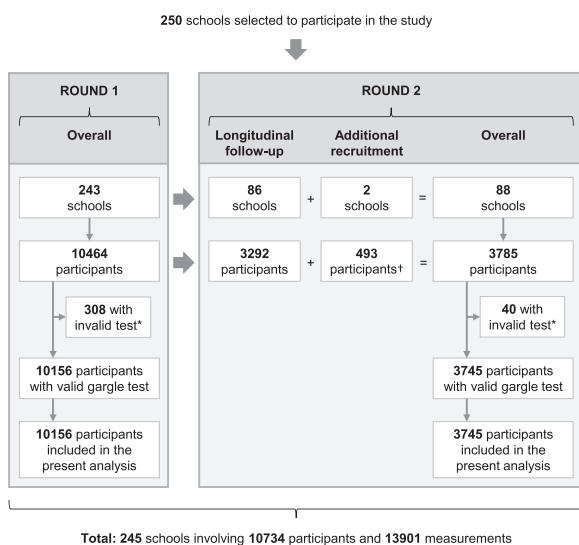 250 schools selected to participate in the study
ROUND 1
Overall
243
schools
10464
participants
308 with
invalid test*
10156 participants
with valid gargle test
10156 participants
included in the
present analysis
ROUND 2
Longitudinal
follow-up
Additional
recruitment
Overall
86
schools
+
2
schools
=
88
schools
3292
participants
+
493
participants†
=
3785
participants
40 with
invalid test*
3745 participants
with valid gargle test
3745 participants
included in the
present analysis
Total: 245 schools involving 10734 participants and 13901 measurements